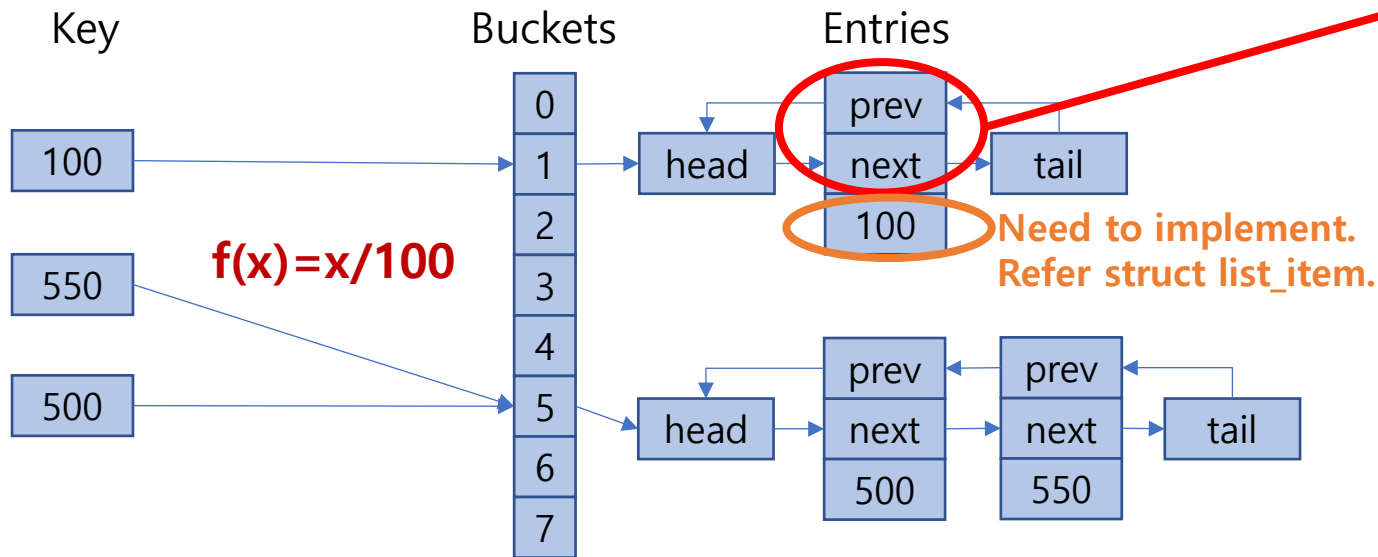 Key
Buckets
Entries
100
550
500
f(x)=x/100
0
1
2
3
4
5
6
7
head
prev
next
100
tail
Need to implement.
Refer struct list_item.
head
prev
next
500
prev
next
550
tail